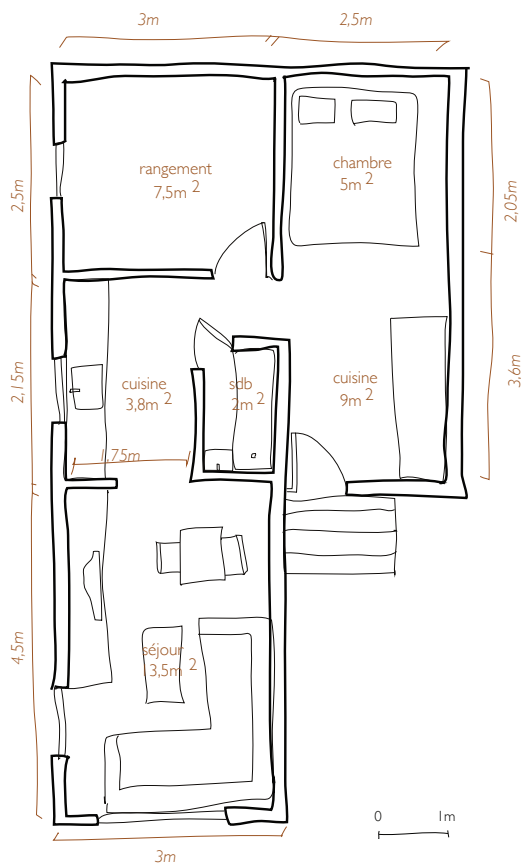 3m
2,5m
rangement
7,5m 2
chambre
5m 2
2,5m
2,05m
2,15m
cuisine
3,8m 2
sdb
2m 2
cuisine
9m 2
3,6m
1,75m
4,5m
séjour
13,5m 2
0 1m
3m